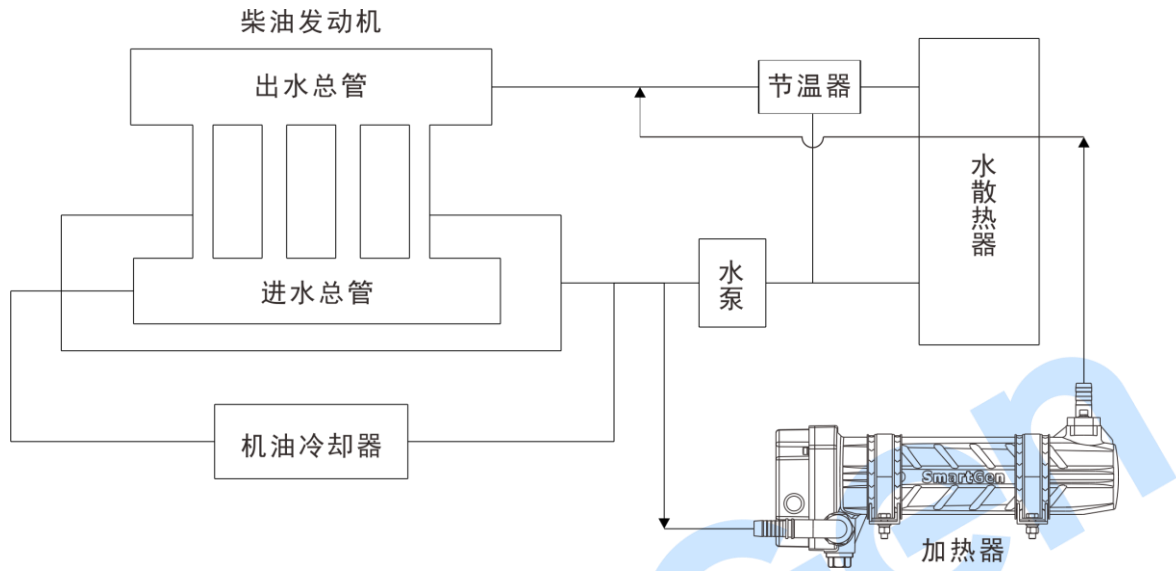 柴油发动机
出水总管
节温器
水散热器
水泵
进水总管
机油冷却器
SmartGen
加热器